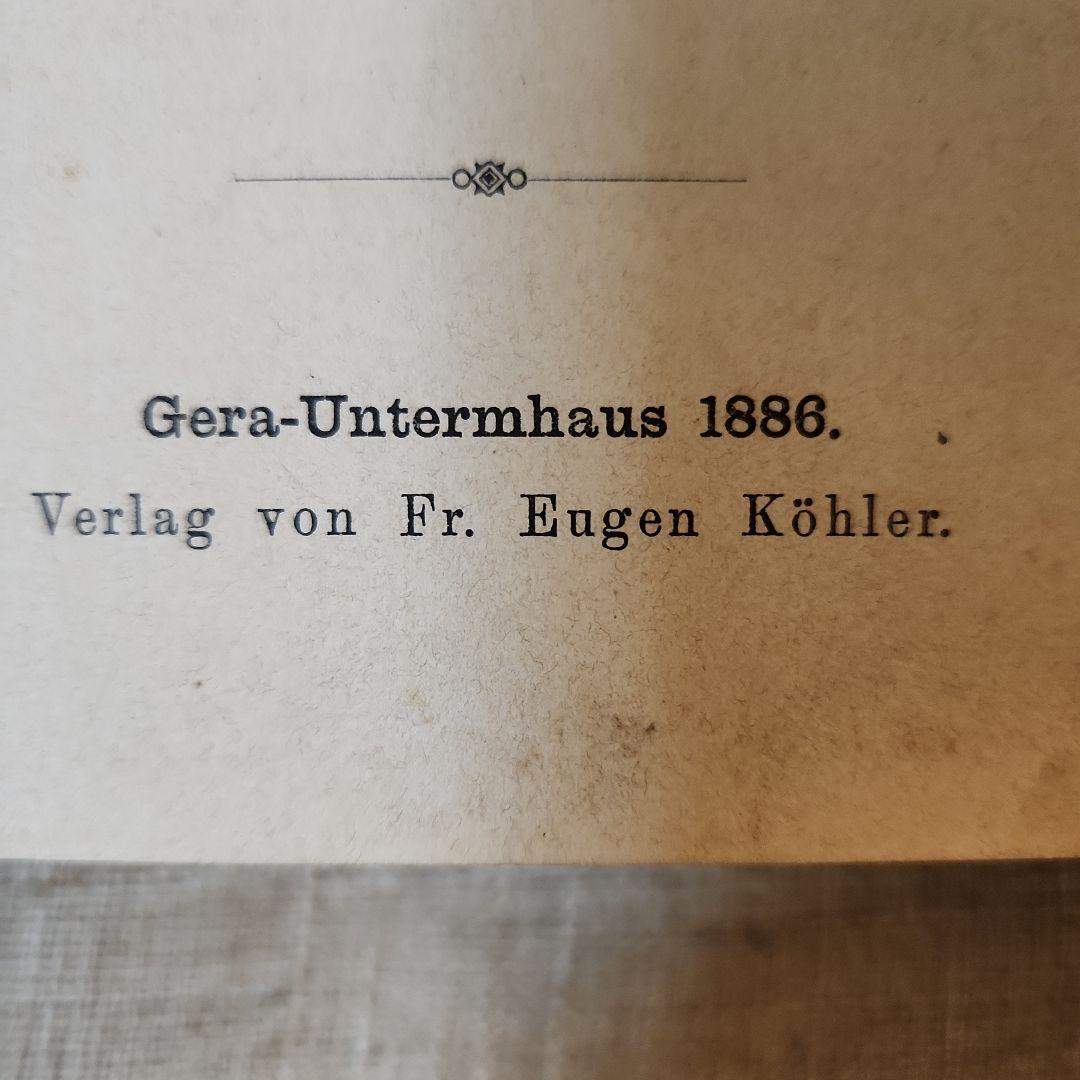 Gera-Untermhaus 1886.
Verlag von Fr. Eugen Köhler.